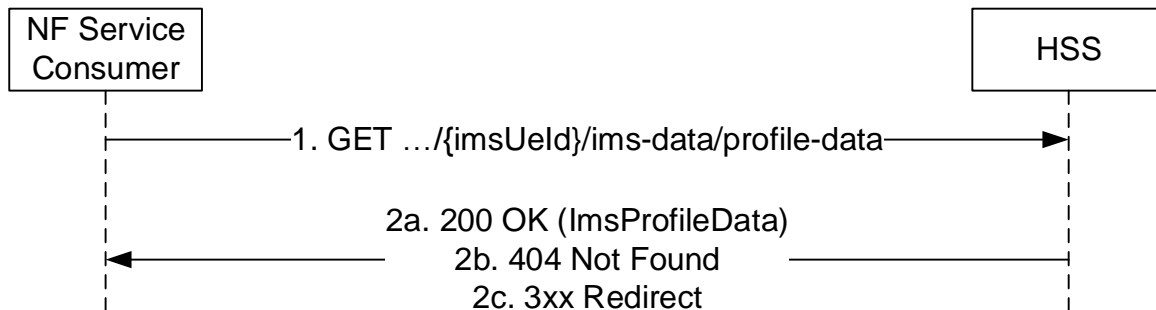 NF Service
Consumer
HSS
1. GET …/{imsUeId}/ims-data/profile-data
2a. 200 OK (ImsProfileData)
2b. 404 Not Found
2c. 3xx Redirect